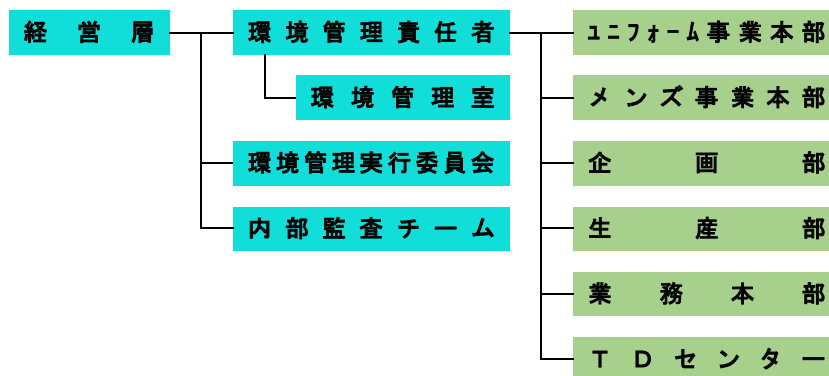 経営層
環境管理責任者
環境管理室
環境管理実行委員会
内部監査チーム
ユニフォーム事業本部
メンズ事業本部
企画部
生産部
業務本部
TDセンター